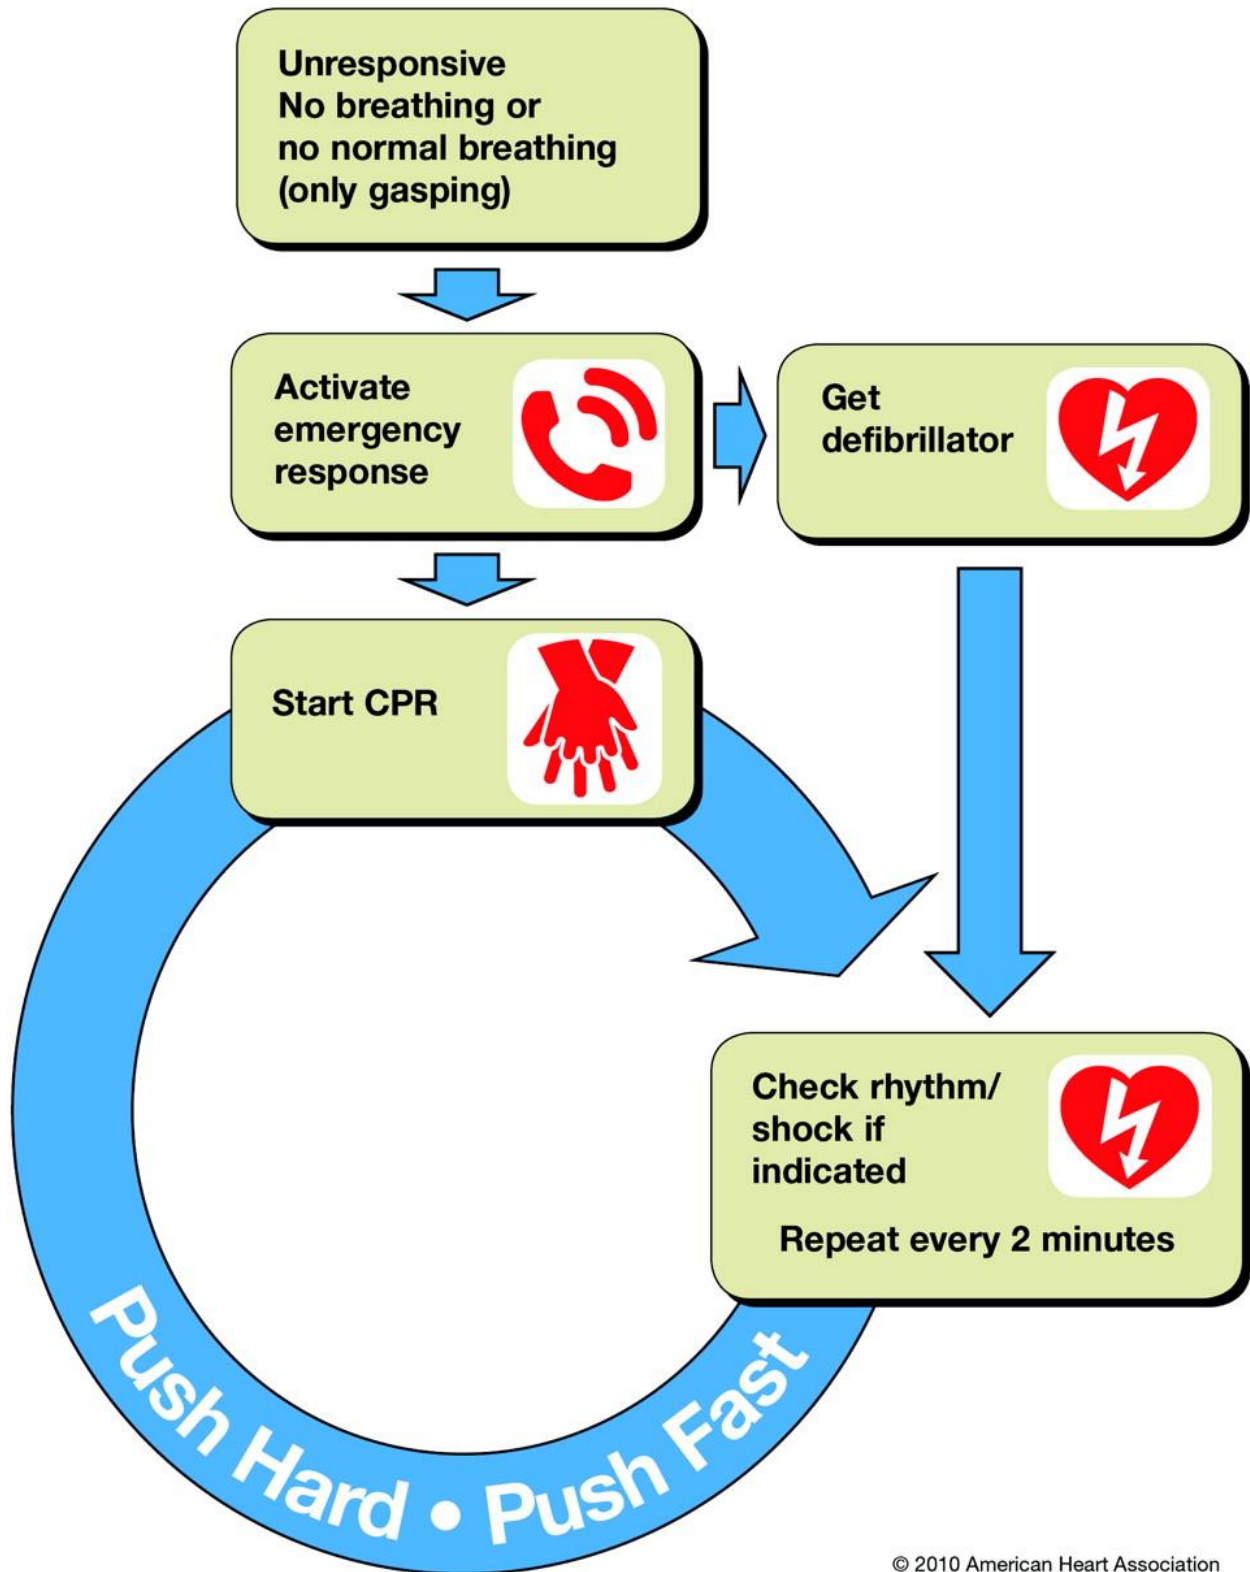 Unresponsive
No breathing or
no normal breathing
(only gasping)
Activate
emergency
response
Get
defibrillator
Start CPR
Check rhythm/
shock if
indicated
Repeat every 2 minutes
Push Hard • Push Fast
© 2010 American Heart Association